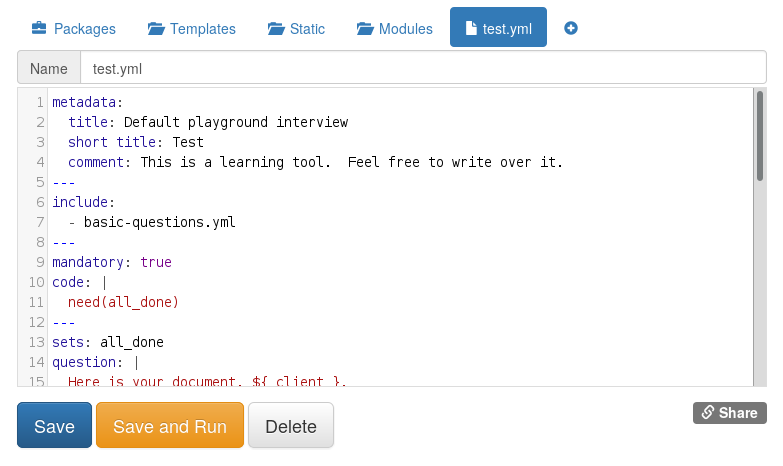 Packages Templates Static Modules test.yml
Name test.yml
1 metadata:
2   title: Default playground interview
3   short title: Test
4   comment: This is a learning tool.  Feel free to write over it.
5 ---
6 include:
7   - basic-questions.yml
8 ---
9 mandatory: true
10 code: |
11   need(all_done)
12 ---
13 sets: all_done
14 question: |
15   Here is your document, ${ client }.
Save Save and Run Delete Share